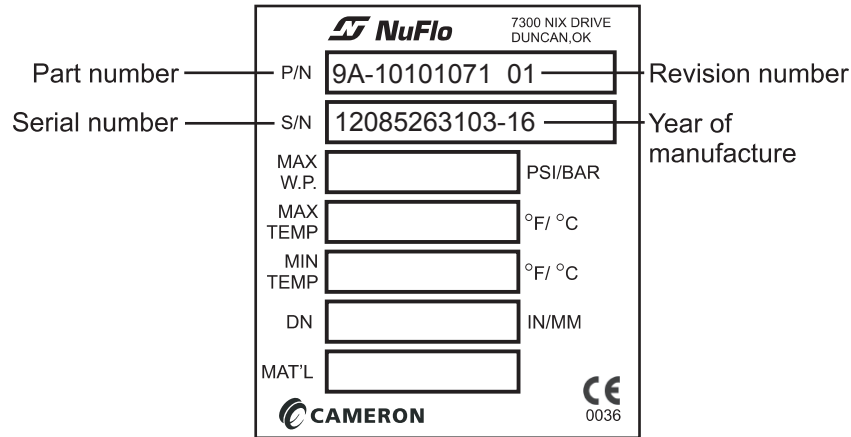 NuFlo
7300 NIX DRIVE
DUNCAN,OK
Part number P/N 9A-10101071 01 Revision number
Serial number S/N 12085263103-16 Year of
manufacture
MAX
W.P. PSI/BAR
MAX
TEMP °F/ °C
MIN
TEMP °F/ °C
DN IN/MM
MAT'L
CAMERON
CE
0036